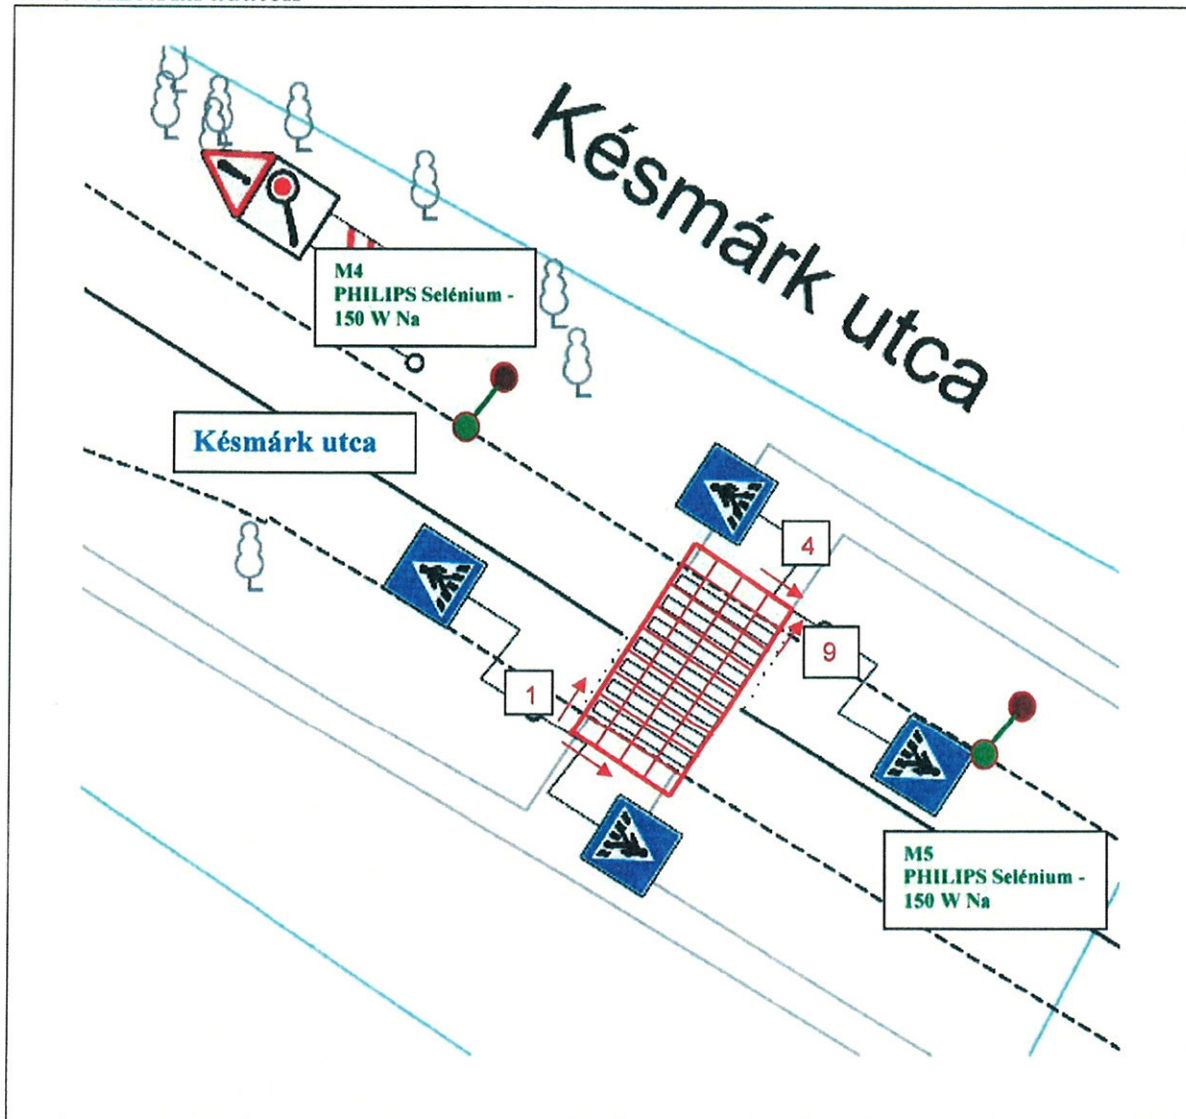 Késmárk utca
M4
PHILIPS Selénium -
150 W Na
Késmárk utca
4
9
1
M5
PHILIPS Selénium -
150 W Na